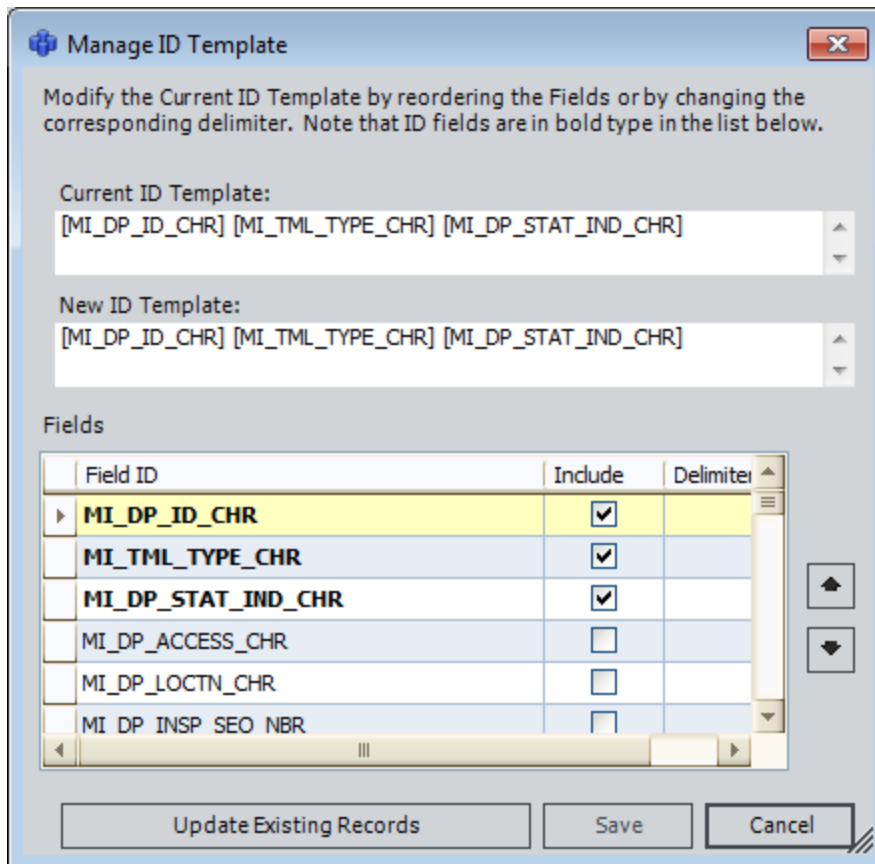 Manage ID Template
Modify the Current ID Template by reordering the Fields or by changing the
corresponding delimiter. Note that ID fields are in bold type in the list below.
Current ID Template:
[MI_DP_ID_CHR] [MI_TML_TYPE_CHR] [MI_DP_STAT_IND_CHR]
New ID Template:
[MI_DP_ID_CHR] [MI_TML_TYPE_CHR] [MI_DP_STAT_IND_CHR]
Fields
Field ID Include Delimiter
MI_DP_ID_CHR
MI_TML_TYPE_CHR
MI_DP_STAT_IND_CHR
MI_DP_ACCESS_CHR
MI_DP_LOCTN_CHR
MI_DP_INSP_SEQ_NBR
Update Existing Records Save Cancel